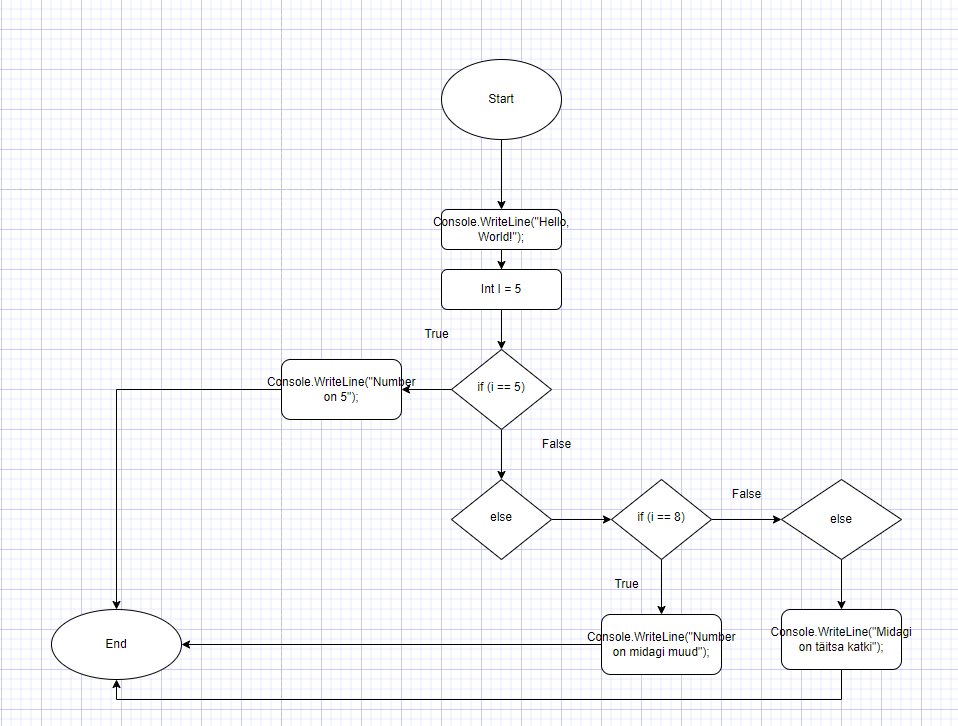 Start
Console.WriteLine("Hello,
World!");
Int I = 5
True
if (i == 5)
Console.WriteLine("Number
on 5");
False
else
if (i == 8)
False
else
True
Console.WriteLine("Number
on midagi muud");
Console.WriteLine("Midagi
on täitsa katki");
End